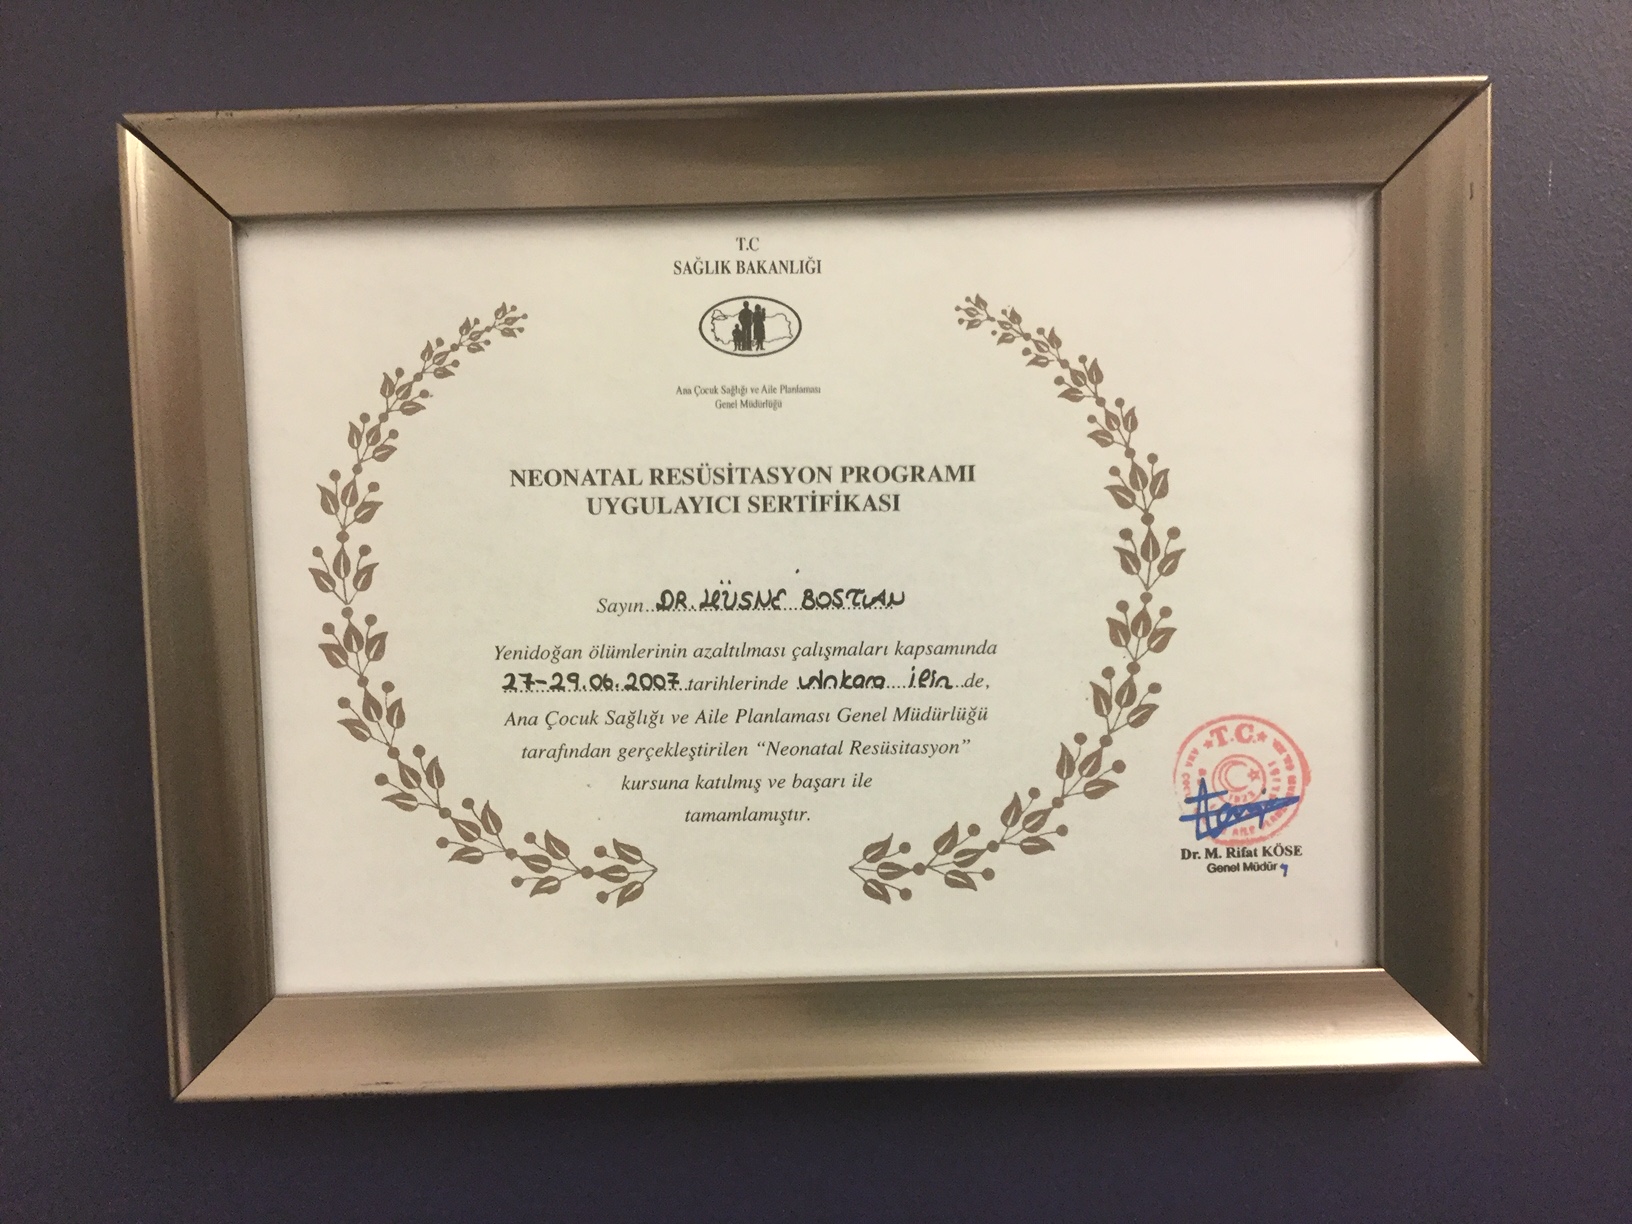 T.C
SAĞLIK BAKANLIĞI
Ana Çocuk Sağlığı ve Aile Planlaması
Genel Müdürlüğü
NEONATAL RESÜSİTASYON PROGRAMI
UYGULAYICI SERTİFİKASI
Sayın..DR. HÜSNE BOSTAN
Yenidoğan ölümlerinin azaltılması çalışmaları kapsamında
27-29.06.2007 tarihlerinde Ankara ilin de,
Ana Çocuk Sağlığı ve Aile Planlaması Genel Müdürlüğü
tarafından gerçekleştirilen “Neonatal Resüsitasyon”
kursuna katılmış ve başarı ile
tamamlamıştır.
T.C.
Dr. M. Rifat KÖSE
Genel Müdür